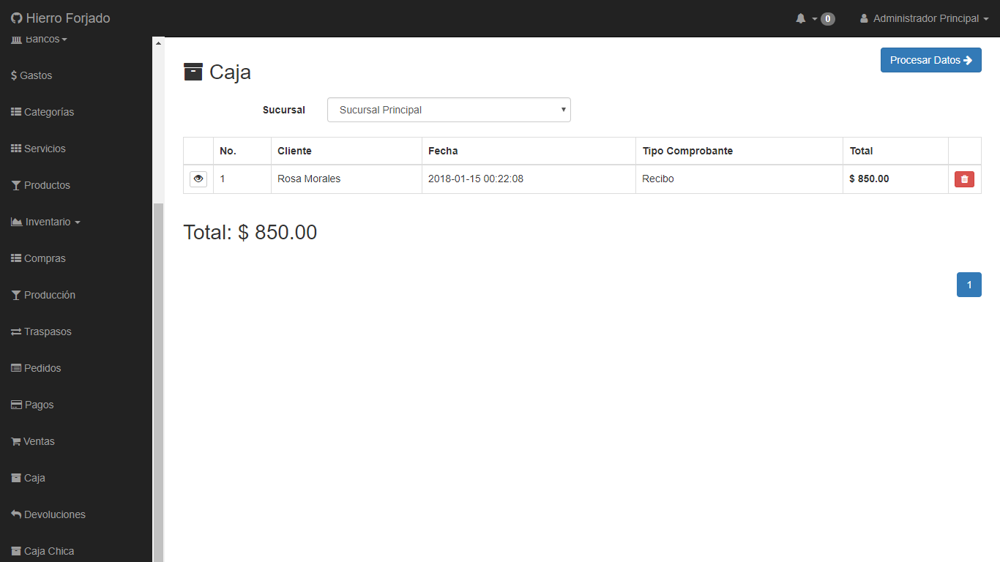 Hierro Forjado
0
Administrador Principal
Bancos
Gastos
Categorías
Servicios
Productos
Inventario
Compras
Producción
Traspasos
Pedidos
Pagos
Ventas
Caja
Devoluciones
Caja Chica
Caja
Procesar Datos
Sucursal
Sucursal Principal
No. Cliente Fecha Tipo Comprobante Total
1 Rosa Morales 2018-01-15 00:22:08 Recibo $ 850.00
Total: $ 850.00
1